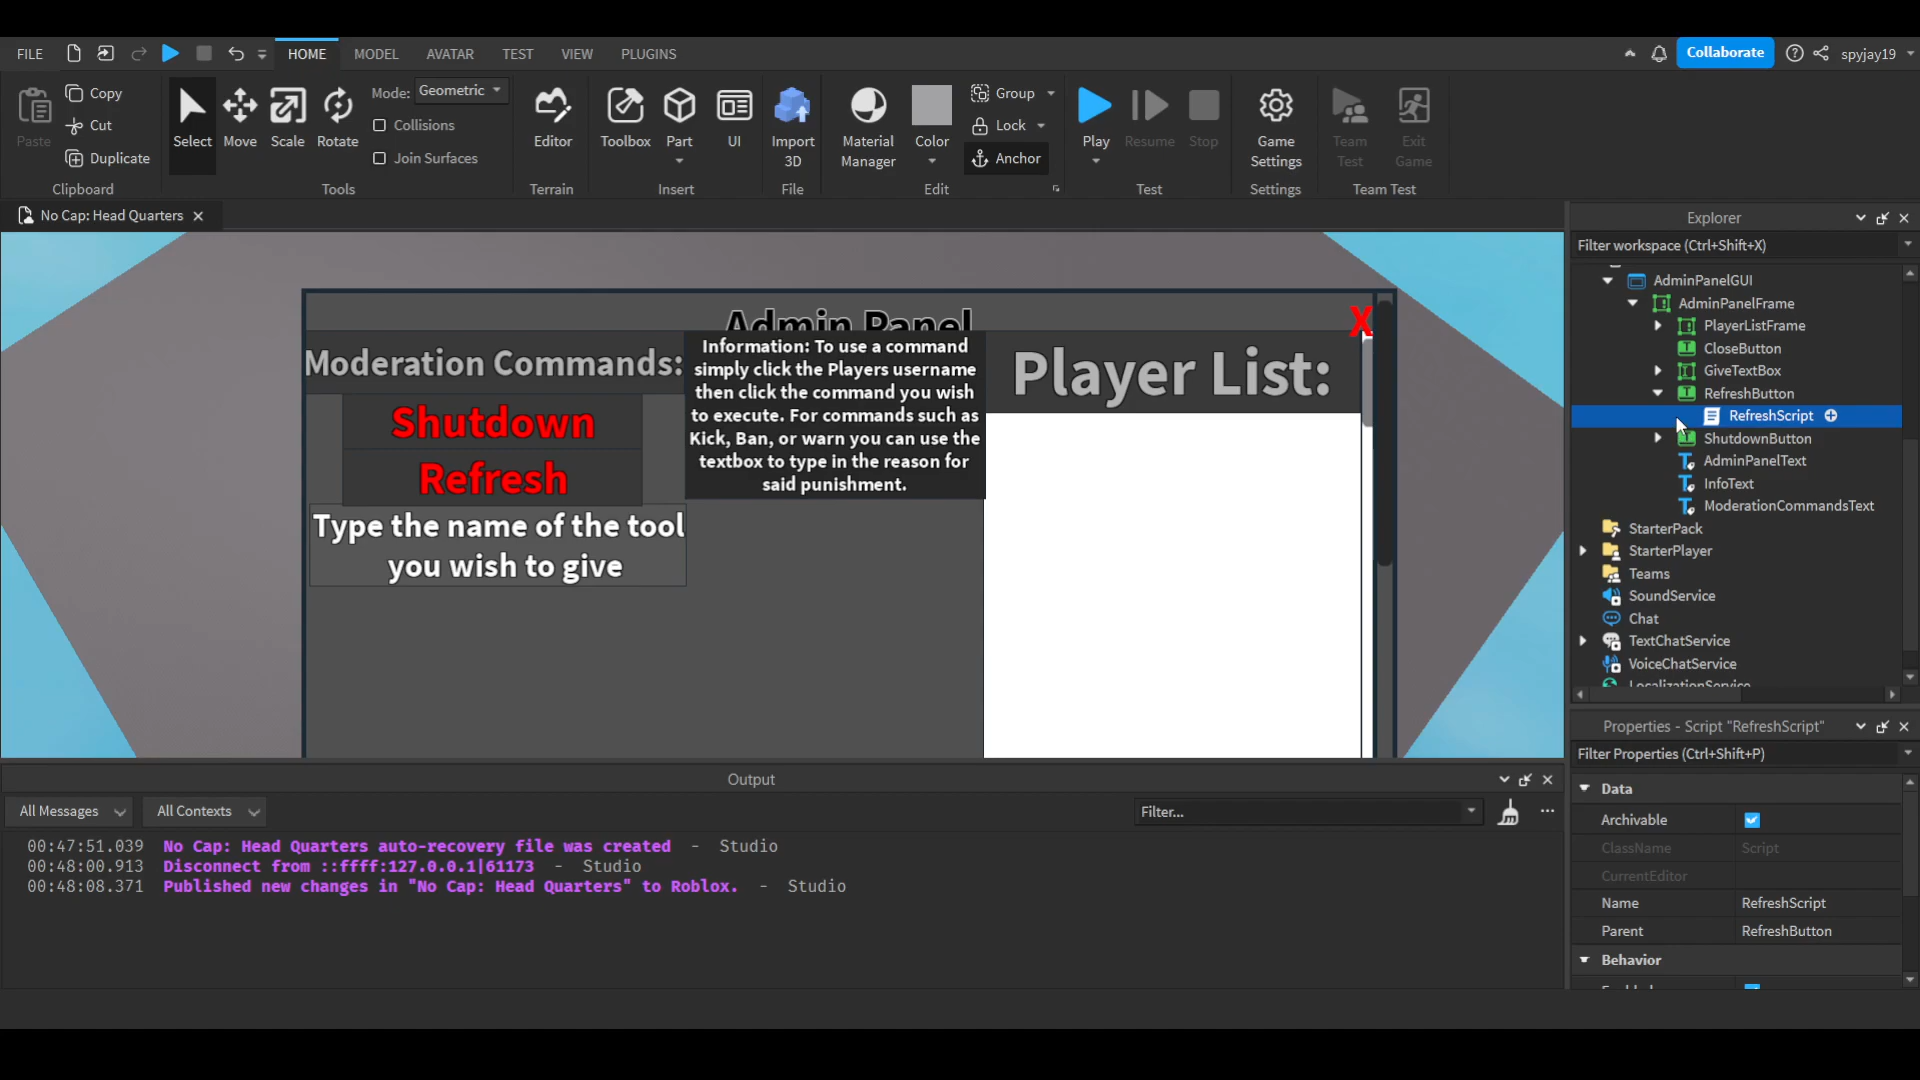 FILE
HOME
MODEL
AVATAR
TEST
VIEW
PLUGINS
Collaborate
spyjay19
Paste
Copy
Cut
Duplicate
Clipboard
Select
Move
Scale
Rotate
Mode: Geometric
Collisions
Join Surfaces
Tools
Editor
Terrain
Toolbox
Part
UI
Insert
Import
3D
File
Material
Manager
Color
Group
Lock
Anchor
Edit
Play
Resume
Stop
Test
Game
Settings
Settings
Team
Test
Exit
Game
Team Test
No Cap: Head Quarters
Admin Panel
X
Moderation Commands:
Shutdown
Refresh
Type the name of the tool
you wish to give
Information: To use a command
simply click the Players username
then click the command you wish
to execute. For commands such as
Kick, Ban, or warn you can use the
textbox to type in the reason for
said punishment.
Player List:
Explorer
Filter workspace (Ctrl+Shift+X)
AdminPanelGUI
AdminPanelFrame
PlayerListFrame
CloseButton
GiveTextBox
RefreshButton
RefreshScript
ShutdownButton
AdminPanelText
InfoText
ModerationCommandsText
StarterPack
StarterPlayer
Teams
SoundService
Chat
TextChatService
VoiceChatService
LocalizationService
Properties - Script "RefreshScript"
Filter Properties (Ctrl+Shift+P)
Data
Archivable
ClassName Script
CurrentEditor
Name RefreshScript
Parent RefreshButton
Behavior
Output
All Messages
All Contexts
Filter...
00:47:51.039 No Cap: Head Quarters auto-recovery file was created - Studio
00:48:00.913 Disconnect from ::ffff:127.0.0.1|61173 - Studio
00:48:08.371 Published new changes in "No Cap: Head Quarters" to Roblox. - Studio